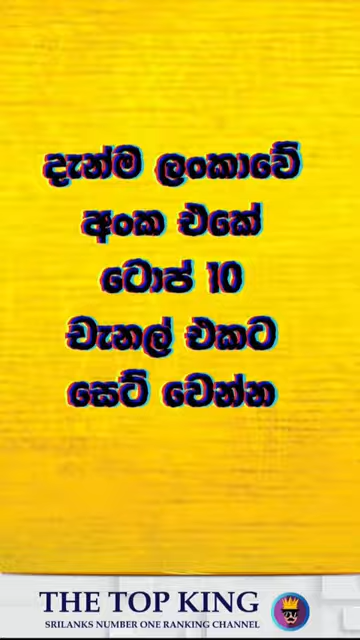 දැන්ම ලංකාවේ
අංක එකේ
ටොප් 10
චැනල් එකට
සෙට් වෙන්න
THE TOP KING
SRILANKS NUMBER ONE RANKING CHANNEL